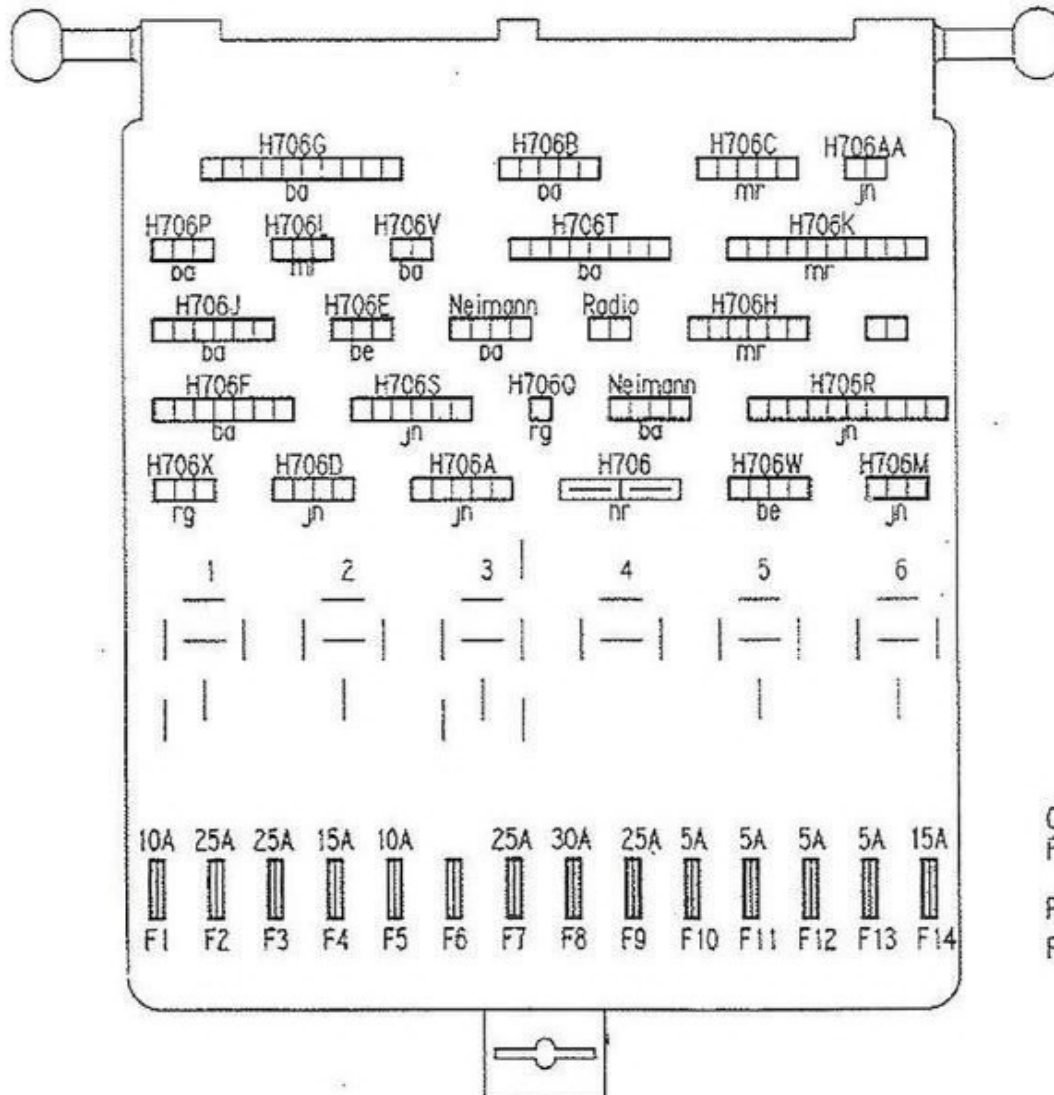 H706G H706B H706C H706AA
ba ba mr jn
H706P H706L H706V H706T H706K
ba mr ba ba mr
H706J H706E Neimann Radio H706H
ba be ba mr
H706F H706S H706Q Neimann H706R
ba jn rg ba jn
H706X H706D H706A H706 H706W H706M
rg jn jn nr be jn
1 2 3 4 5 6
10A 25A 25A 15A 10A 25A 30A 25A 5A 5A 5A 5A 15A
F1 F2 F3 F4 F5 F6 F7 F8 F9 F10 F11 F12 F13 F14